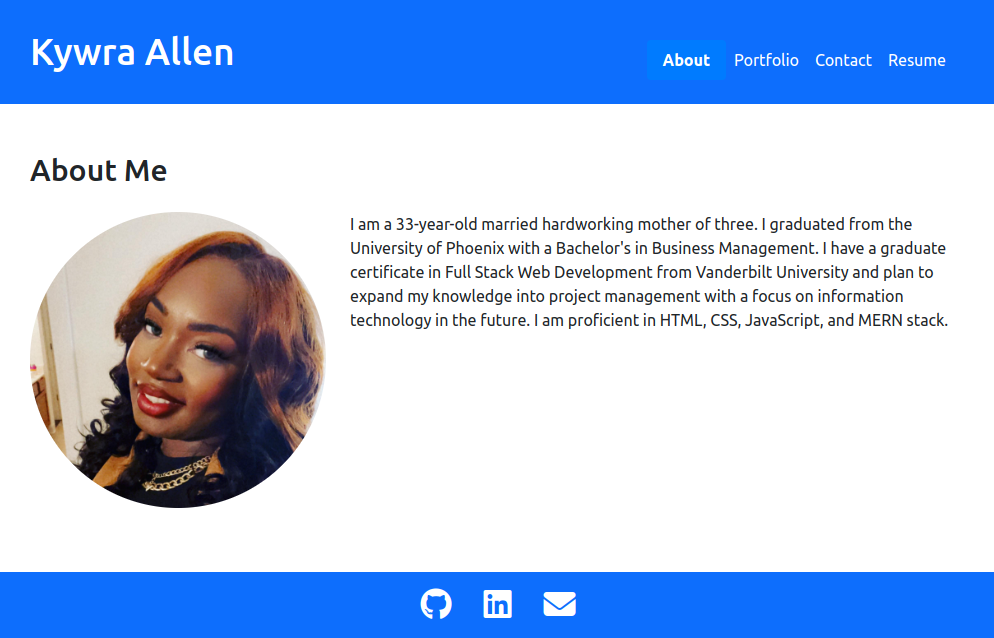 Kywra Allen
About Portfolio Contact Resume
About Me
I am a 33-year-old married hardworking mother of three. I graduated from the
University of Phoenix with a Bachelor's in Business Management. I have a graduate
certificate in Full Stack Web Development from Vanderbilt University and plan to
expand my knowledge into project management with a focus on information
technology in the future. I am proficient in HTML, CSS, JavaScript, and MERN stack.
in